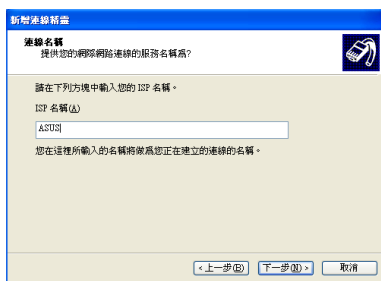 新增連線精靈
連線名稱
提供您的網際網路連線的服務名稱為?
請在下列方塊中輸入您的 ISP 名稱。
ISP 名稱(A)
ASUS
您在這裡所輸入的名稱將做為您正在建立的連線的名稱。
<上一步(B) 下一步(N)> 取消